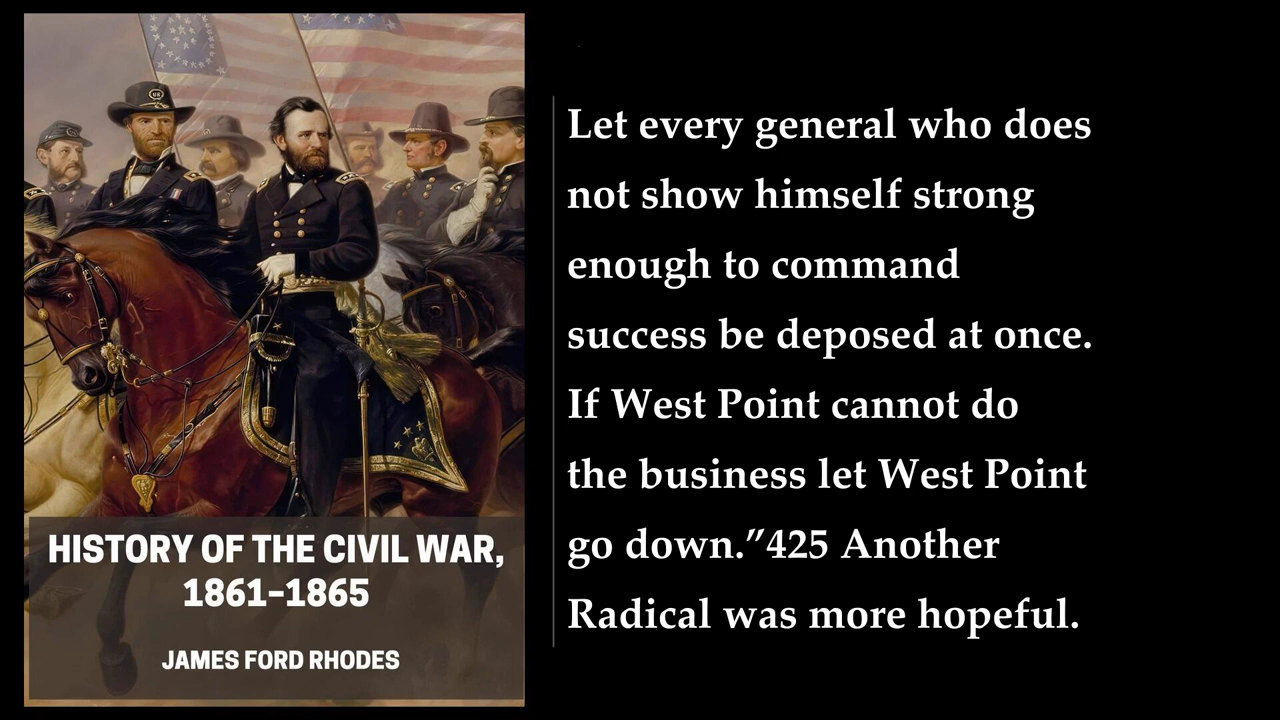 HISTORY OF THE CIVIL WAR,
1861–1865
JAMES FORD RHODES
Let every general who does
not show himself strong
enough to command
success be deposed at once.
If West Point cannot do
the business let West Point
go down.”425 Another
Radical was more hopeful.